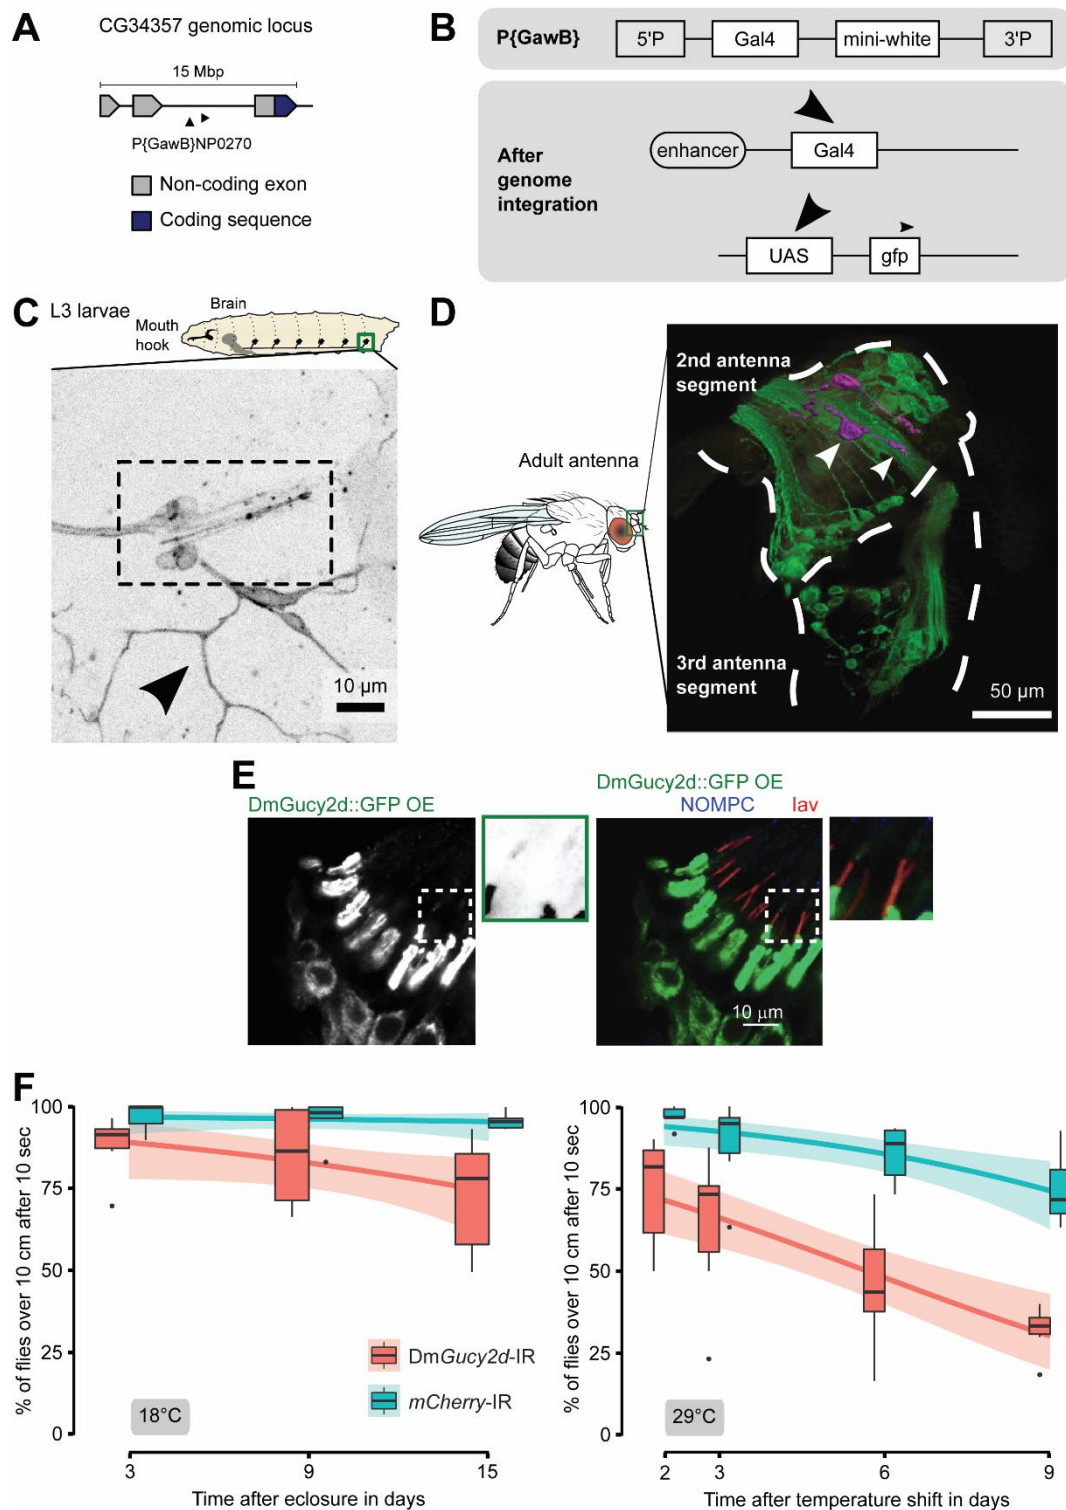 A
CG34357 genomic locus
15 Mbp
P{GawB}NP0270
Non-coding exon
Coding sequence
B
P{GawB}
5'P
Gal4
mini-white
3'P
After
genome
integration
enhancer
Gal4
UAS
gfp
C
L3 larvae
Brain
Mouth
hook
10 µm
D
Adult antenna
2nd antenna
segment
3rd antenna
segment
50 µm
E
DmGucy2d::GFP OE
DmGucy2d::GFP OE
NOMPC
Iav
10 µm
F
% of flies over 10 cm after 10 sec
100
75
50
25
0
DmGucy2d-IR
mCherry-IR
18°C
3
9
15
Time after eclosure in days
% of flies over 10 cm after 10 sec
100
75
50
25
0
29°C
2
3
6
9
Time after temperature shift in days